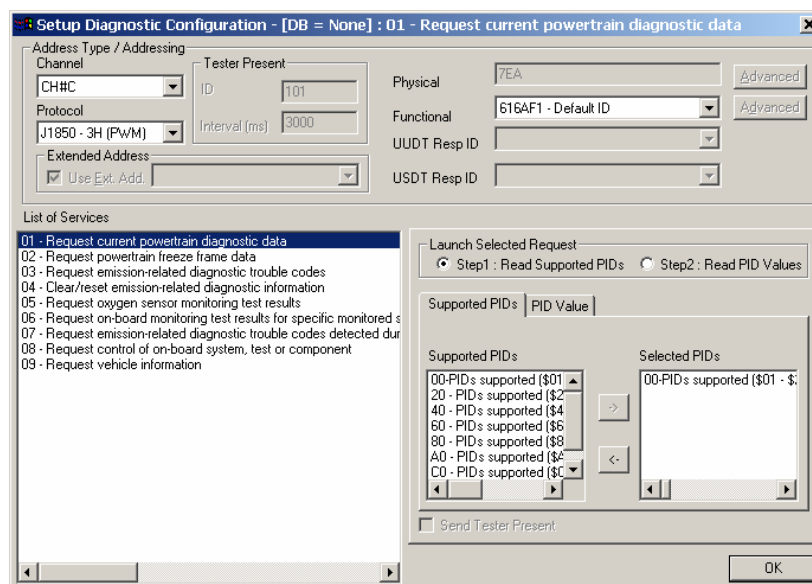 Setup Diagnostic Configuration - [DB = None] : 01 - Request current powertrain diagnostic data
Address Type / Addressing
Channel
CH#C
Protocol
J1850 - 3H (PWM)
Tester Present
ID
101
Interval (ms)
3000
Extended Address
Use Ext. Add.
Physical
7EA
Advanced
Functional
616AF1 - Default ID
Advanced
UUDT Resp ID
USDT Resp ID
List of Services
01 - Request current powertrain diagnostic data
02 - Request powertrain freeze frame data
03 - Request emission-related diagnostic trouble codes
04 - Clear/reset emission-related diagnostic information
05 - Request oxygen sensor monitoring test results
06 - Request on-board monitoring test results for specific monitored s
07 - Request emission-related diagnostic trouble codes detected dur
08 - Request control of on-board system, test or component
09 - Request vehicle information
Launch Selected Request
Step1 : Read Supported PIDs
Step2 : Read PID Values
Supported PIDs
PID Value
Supported PIDs
00-PIDs supported ($01
20 - PIDs supported ($2
40 - PIDs supported ($4
60 - PIDs supported ($6
80 - PIDs supported ($8
A0 - PIDs supported ($A
C0 - PIDs supported ($C
->
<-
Selected PIDs
00-PIDs supported ($01 - $2
Send Tester Present
OK